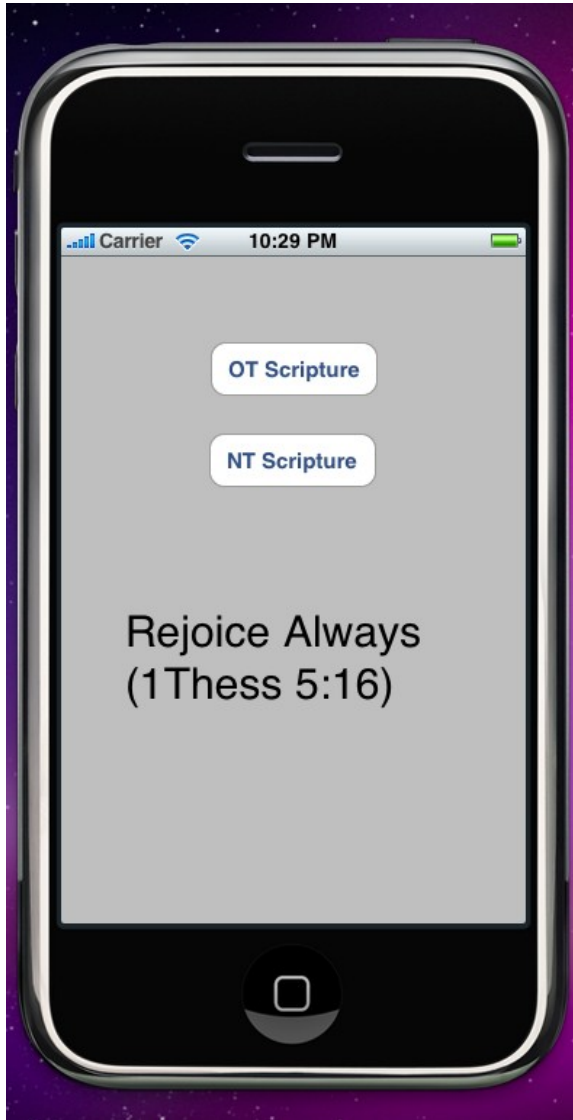 Carrier 10:29 PM
OT Scripture
NT Scripture
Rejoice Always
(1Thess 5:16)